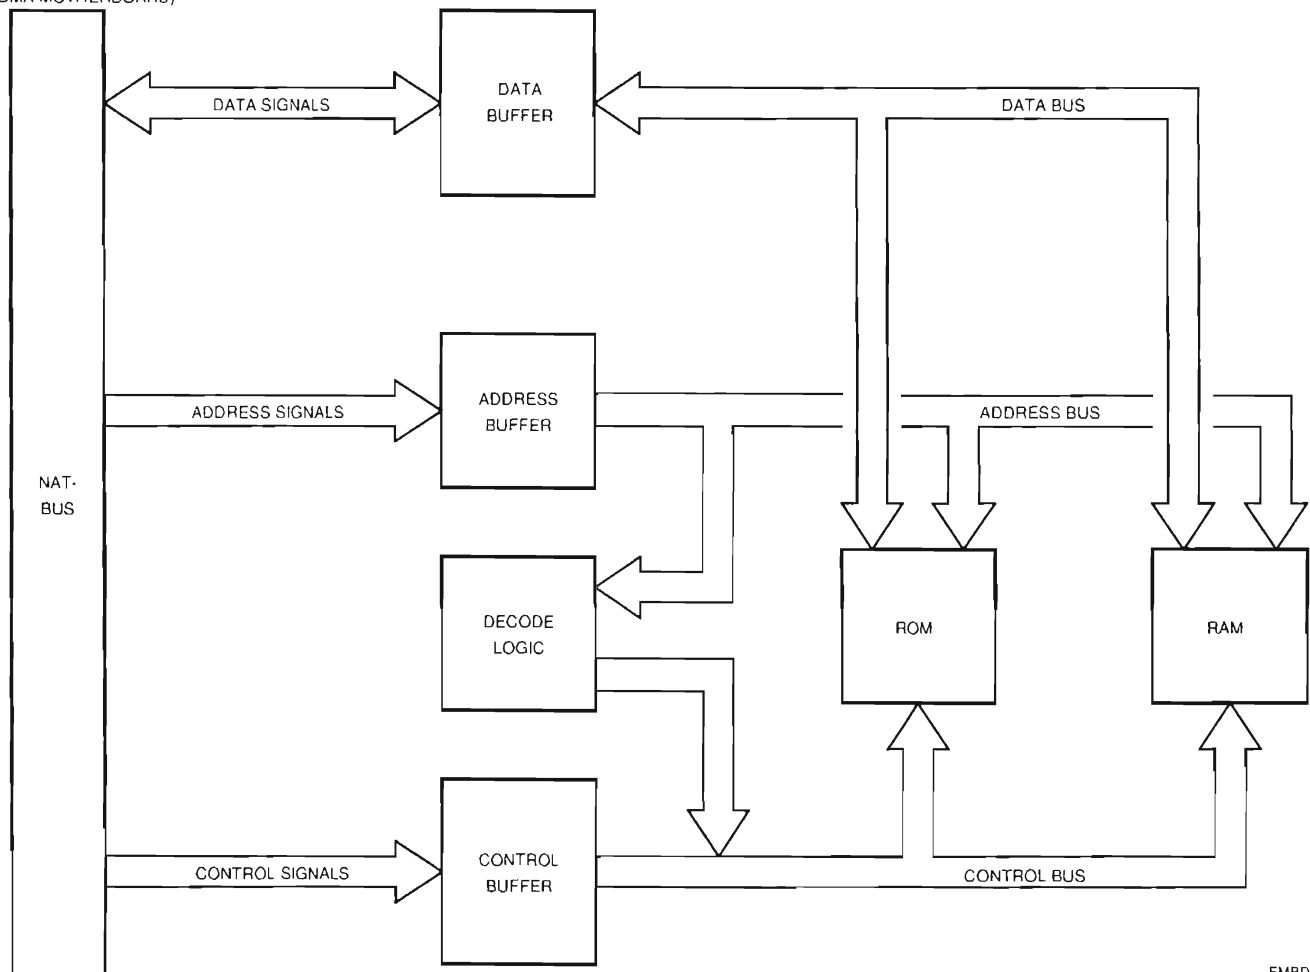 DATA SIGNALS
DATA
BUFFER
DATA BUS
ADDRESS SIGNALS
ADDRESS
BUFFER
ADDRESS BUS
NAT-
BUS
DECODE
LOGIC
ROM
RAM
CONTROL SIGNALS
CONTROL
BUFFER
CONTROL BUS